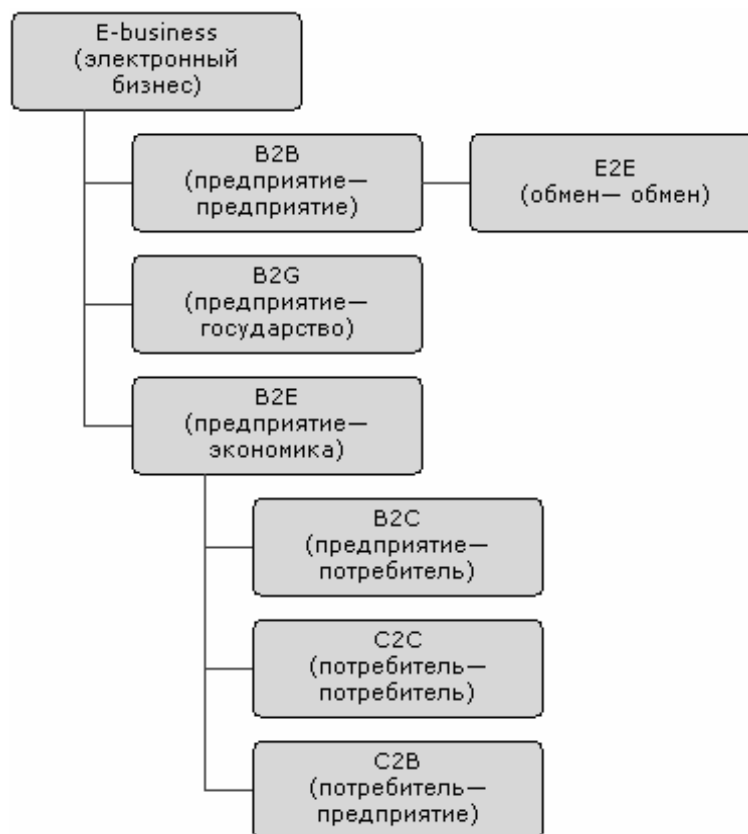 E-business
(электронный
бизнес)
B2B
(предприятие—
предприятие)
E2E
(обмен— обмен)
B2G
(предприятие—
государство)
B2E
(предприятие—
экономика)
B2C
(предприятие—
потребитель)
C2C
(потребитель—
потребитель)
C2B
(потребитель—
предприятие)